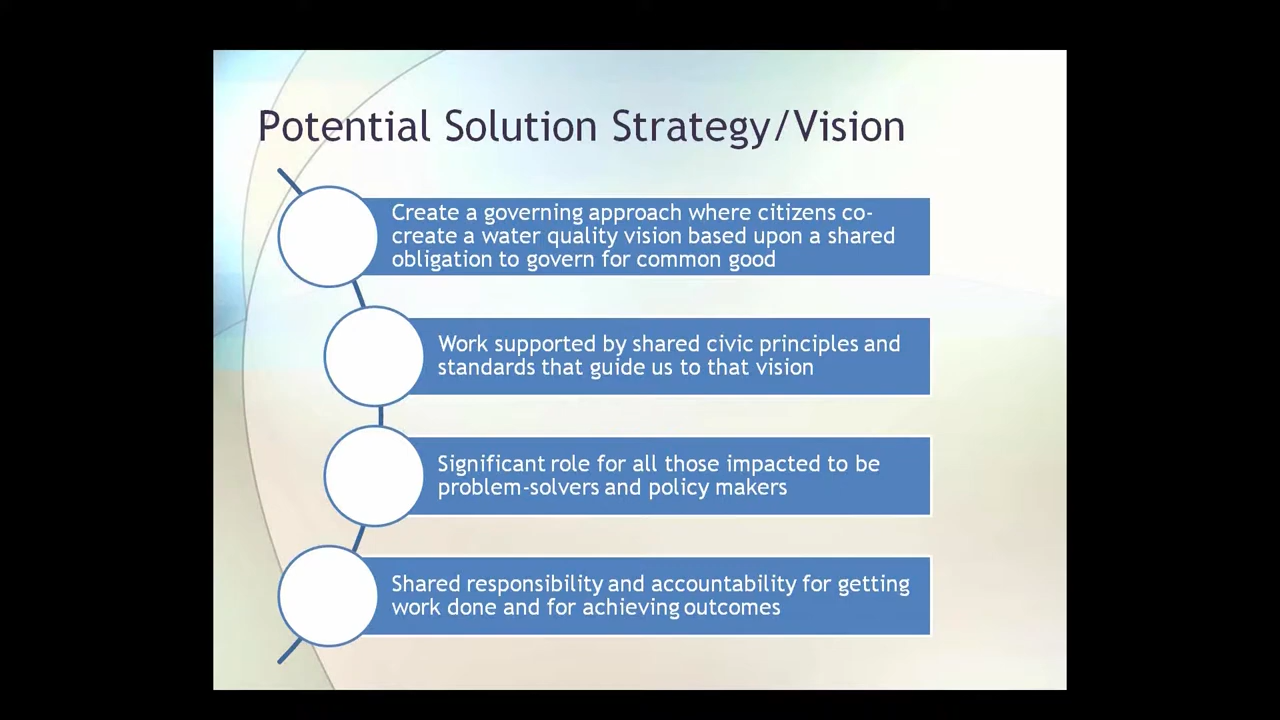 Potential Solution Strategy/Vision
Create a governing approach where citizens co-
create a water quality vision based upon a shared
obligation to govern for common good
Work supported by shared civic principles and
standards that guide us to that vision
Significant role for all those impacted to be
problem-solvers and policy makers
Shared responsibility and accountability for getting
work done and for achieving outcomes